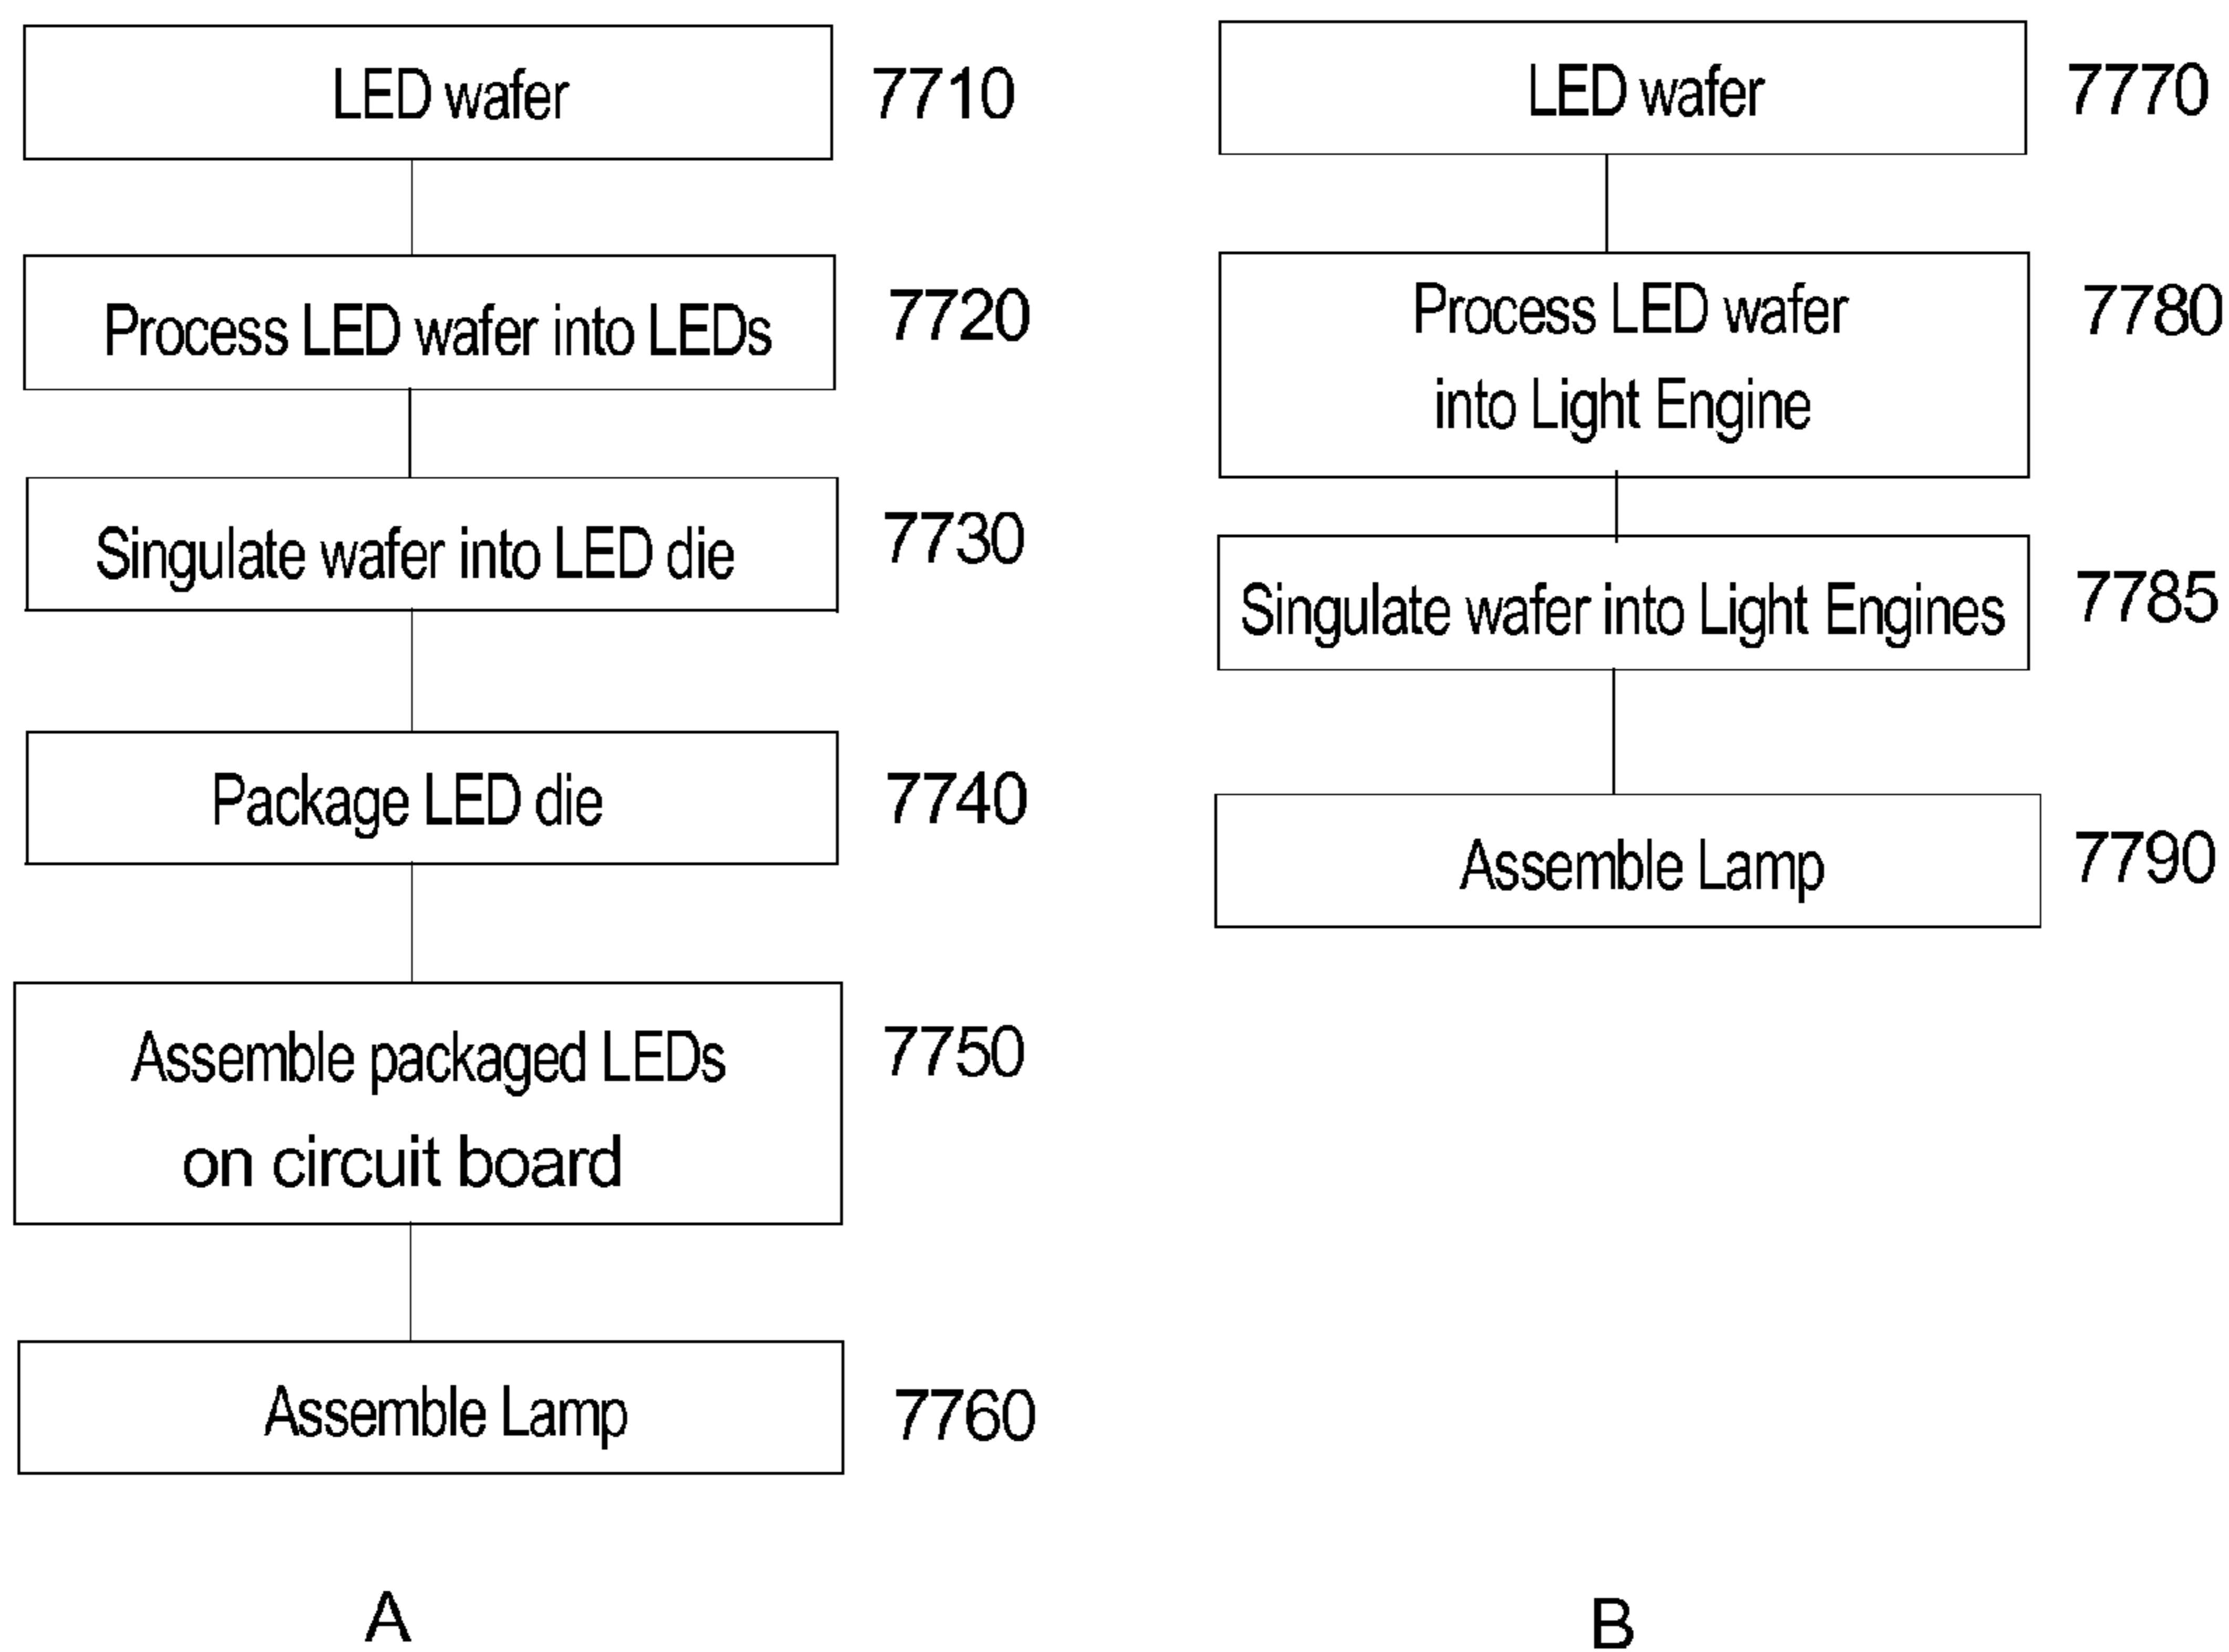 LED wafer
7710
Process LED wafer into LEDs
7720
Singulate wafer into LED die
7730
Package LED die
7740
Assemble packaged LEDs
on circuit board
7750
Assemble Lamp
7760
A
LED wafer
7770
Process LED wafer
into Light Engine
7780
Singulate wafer into Light Engines
7785
Assemble Lamp
7790
B